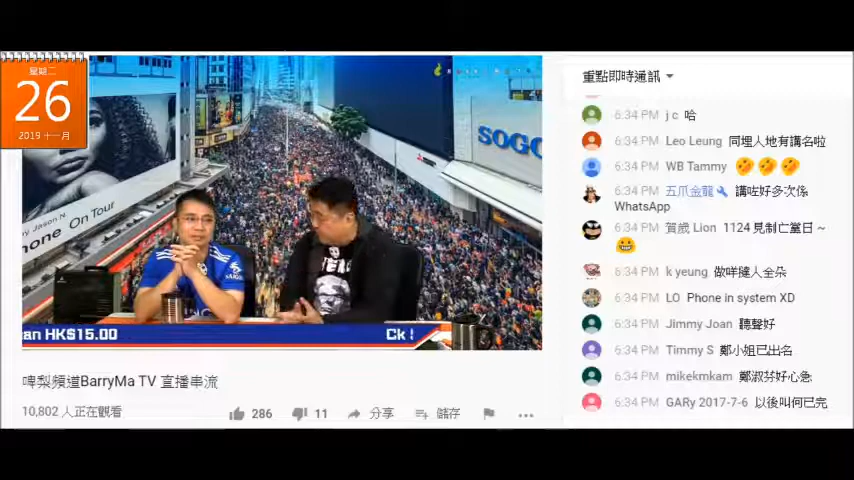 星期二
26
2019 十一月
SOGO
y Jason N.
hone On Tour
an HK$15.00
Ck
啤梨頻道BarryMa TV 直播串流
10,802 人正在觀看
286
11
分享
儲存
重點即時通訊
6:34 PM j c 哈
6:34 PM Leo Leung 同埋人地有講名啦
6:34 PM WB Tammy 🤣🤣🤣
6:34 PM 五爪金龍 講咗好多次係
WhatsApp
6:34 PM 賀歲 Lion 1124 見制亡黨日 ~
😬
6:34 PM k yeung 做咩撻人全朵
6:34 PM LO Phone in system XD
6:34 PM Jimmy Joan 聽聲好
6:34 PM Timmy S 鄭小姐已出名
6:34 PM mikekmkam 鄭淑芬好心急
6:34 PM GARy 2017-7-6 以後叫何已完